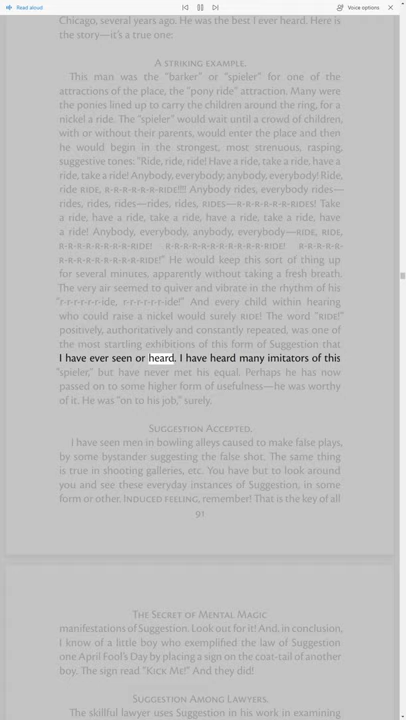 Read aloud
Voice options
Chicago, several years ago. He was the best I ever heard. Here is
the story—it's a true one:
A STRIKING EXAMPLE.
This man was the "barker" or "spieler" for one of the
attractions of the place, the "pony ride" attraction. Many were
the ponies lined up to carry the children around the ring, for a
nickel a ride. The "spieler" would wait until a crowd of children,
with or without their parents, would enter the place and then
he would begin in the strongest, most strenuous, rasping,
suggestive tones: "Ride, ride, ride! Have a ride, take a ride, have a
ride, take a ride! Anybody, everybody; anybody, everybody! Ride,
ride RIDE, R-R-R-R-R-RIDE!!!! Anybody rides, everybody rides—
rides, rides, rides—rides, rides, RIDES—R-R-R-R-R-R-RIDES! Take
a ride, have a ride, take a ride, have a ride, take a ride, have
a ride! Anybody, everybody, anybody, everybody—RIDE, RIDE,
R-R-R-R-R-R-R-RIDE! R-R-R-R-R-R-R-R-R-RIDE! R-R-R-R-
R-R-R-R-R-R-RIDE!" He would keep this sort of thing up
for several minutes, apparently without taking a fresh breath.
The very air seemed to quiver and vibrate in the rhythm of his
"r-r-r-r-r-ide, r-r-r-r-r-ide!" And every child within hearing
who could raise a nickel would surely RIDE! The word "RIDE!"
positively, authoritatively and constantly repeated, was one of
the most startling exhibitions of this form of Suggestion that
I have ever seen or heard. I have heard many imitators of this
"spieler," but have never met his equal. Perhaps he has now
passed on to some higher form of usefulness—he was worthy
of it. He was "on to his job," surely.
SUGGESTION ACCEPTED.
I have seen men in bowling alleys caused to make false plays,
by some bystander suggesting the false shot. The same thing
is true in shooting galleries, etc. You have but to look around
you and see these everyday instances of Suggestion, in some
form or other. INDUCED FEELING, remember! That is the key of all
91
THE SECRET OF MENTAL MAGIC
manifestations of Suggestion. Look out for it! And, in conclusion,
I know of a little boy who exemplified the law of Suggestion
one April Fool's Day by placing a sign on the coat-tail of another
boy. The sign read "KICK ME!" And they did!
SUGGESTION AMONG LAWYERS.
The skillful lawyer uses Suggestion in his work in examining